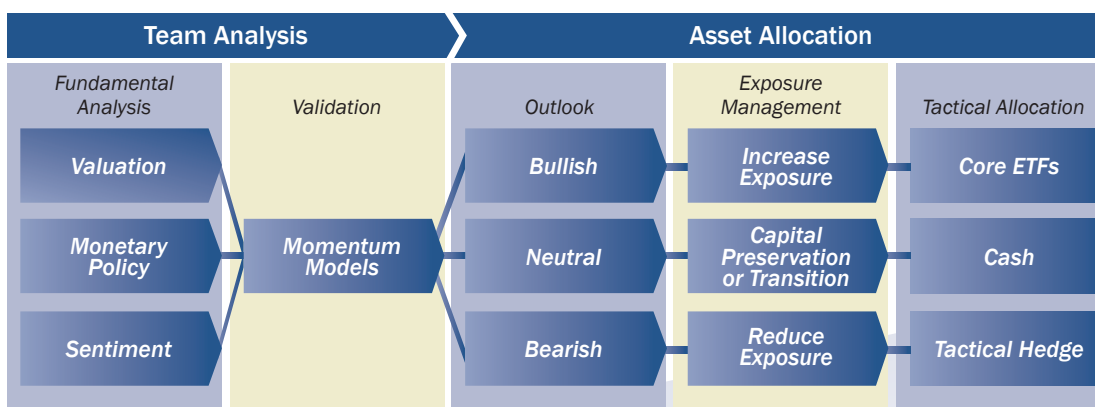 Team Analysis
Asset Allocation
Fundamental
Analysis
Validation
Outlook
Exposure
Management
Tactical Allocation
Valuation
Monetary
Policy
Sentiment
Momentum
Models
Bullish
Neutral
Bearish
Increase
Exposure
Capital
Preservation
or Transition
Reduce
Exposure
Core ETFs
Cash
Tactical Hedge